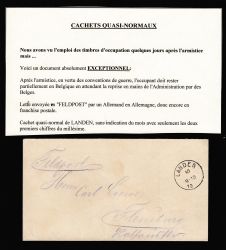 CACHETS QUASI-NORMAUX
Nous avons vu l'emploi des timbres d'occupation quelques jours après l'armistice
mais ...
Voici un document absolument EXCEPTIONNEL:
Après l'armistice, en vertu des conventions de guerre, l'occupant doit rester
partiellement en Belgique en attendant la reprise en mains de l'Administration par des
Belges.
Lettre envoyée en "FELDPOST" par un Allemand en Allemagne, donc encore en
franchise postale.
Cachet quasi-normal de LANDEN, sans indication du mois avec seulement les deux
premiers chiffres du millésime.
Feldpost
LANDEN
Herrn
Carl
Flensburg